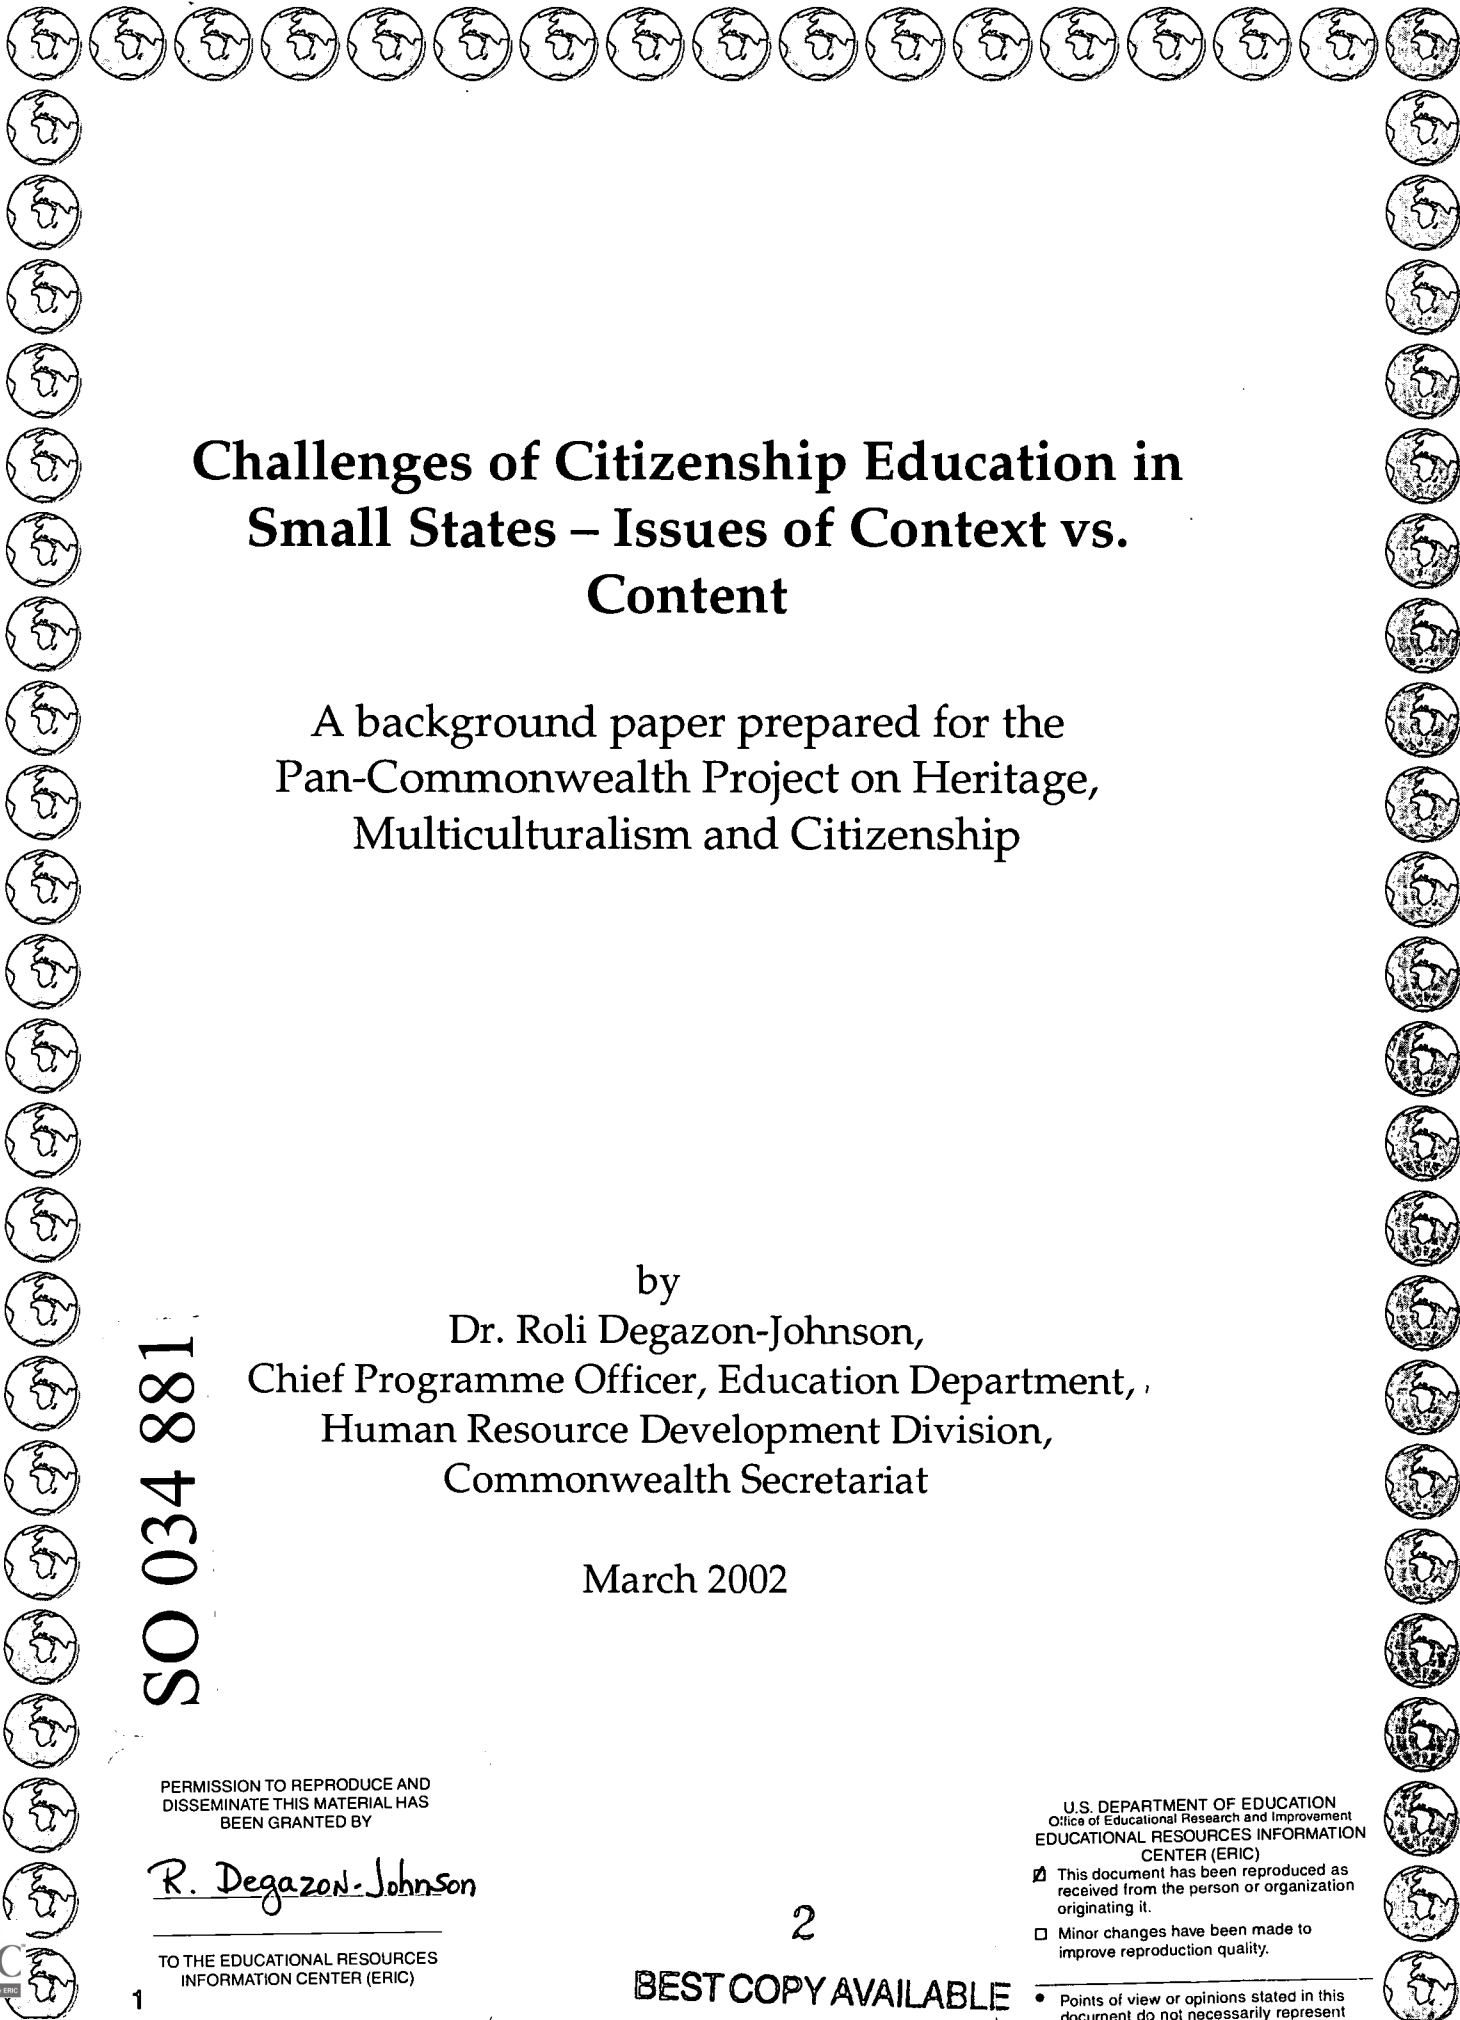 Challenges of Citizenship Education in
Small States – Issues of Context vs.
Content
A background paper prepared for the
Pan-Commonwealth Project on Heritage,
Multiculturalism and Citizenship
by
Dr. Roli Degazon-Johnson,
Chief Programme Officer, Education Department,
Human Resource Development Division,
Commonwealth Secretariat
March 2002
SO 034 881
PERMISSION TO REPRODUCE AND
DISSEMINATE THIS MATERIAL HAS
BEEN GRANTED BY
R. Degazon-Johnson
TO THE EDUCATIONAL RESOURCES
INFORMATION CENTER (ERIC)
1
2
BEST COPY AVAILABLE
U.S. DEPARTMENT OF EDUCATION
Office of Educational Research and Improvement
EDUCATIONAL RESOURCES INFORMATION
CENTER (ERIC)
This document has been reproduced as
received from the person or organization
originating it.
Minor changes have been made to
improve reproduction quality.
• Points of view or opinions stated in this
document do not necessarily represent
C
ERIC